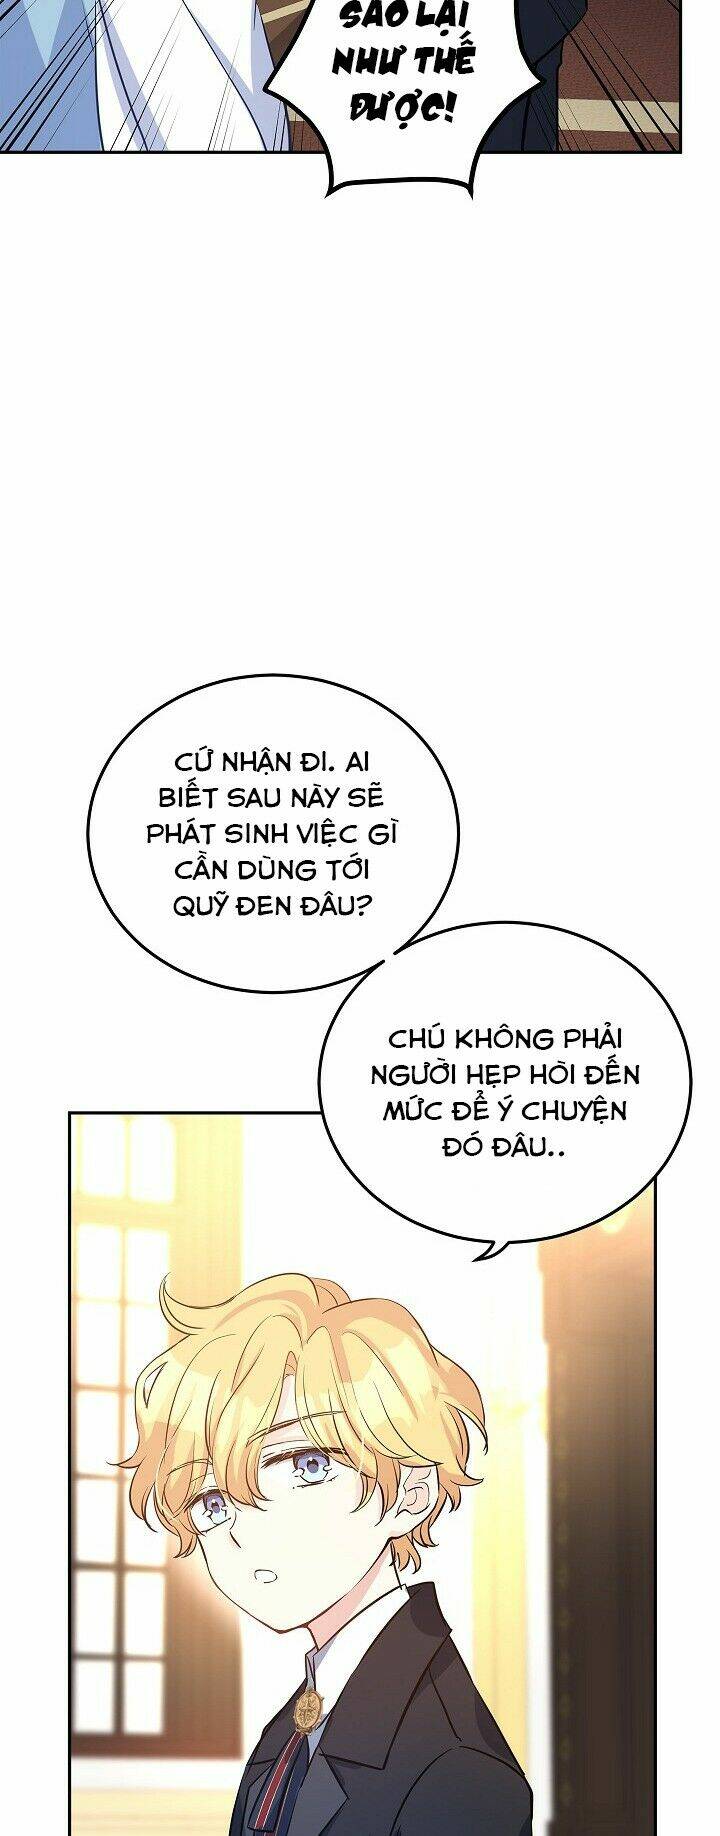 SAO LẠI
NHƯ THẾ
ĐƯỢC!
CỨ NHẬN ĐI. AI
BIẾT SAU NÀY SẼ
PHÁT SINH VIỆC GÌ
CẦN DÙNG TỚI
QUỸ ĐEN ĐÂU?
CHÚ KHÔNG PHẢI
NGƯỜI HẸP HÒI ĐẾN
MỨC ĐỂ Ý CHUYỆN
ĐÓ ĐÂU..